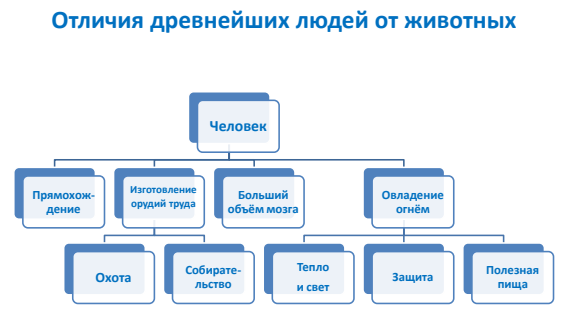 Отличия древнейших людей от животных
Человек
Прямохож-
дение
Изготовление
орудий труда
Больший
объём мозга
Овладение
огнём
Охота
Собирате-
льство
Тепло
и свет
Защита
Полезная
пища